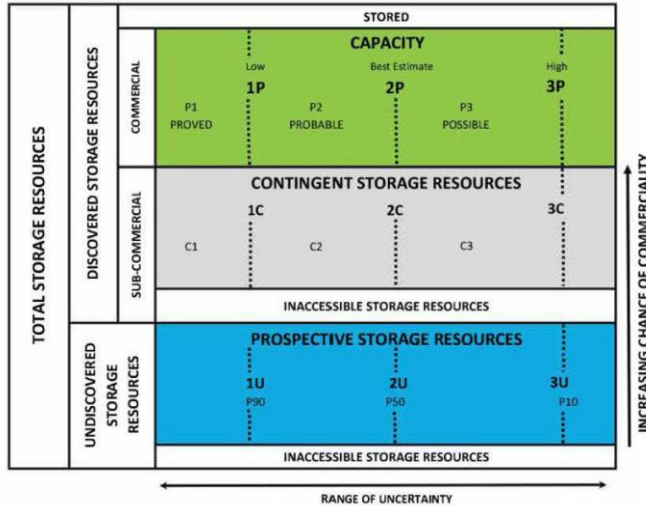 STORED
CAPACITY
Low
Best Estimate
High
1P
2P
3P
P1
P2
P3
PROVED
PROBABLE
POSSIBLE
CONTINGENT STORAGE RESOURCES
1C
2C
3C
C1
C2
C3
INACCESSIBLE STORAGE RESOURCES
PROSPECTIVE STORAGE RESOURCES
1U
2U
3U
P90
P50
P10
INACCESSIBLE STORAGE RESOURCES
RANGE OF UNCERTAINTY
TOTAL STORAGE RESOURCES
DISCOVERED STORAGE RESOURCES
COMMERCIAL
SUB-COMMERCIAL
UNDISCOVERED
STORAGE
RESOURCES
INCREASING CHANCE OF COMMERCIALITY